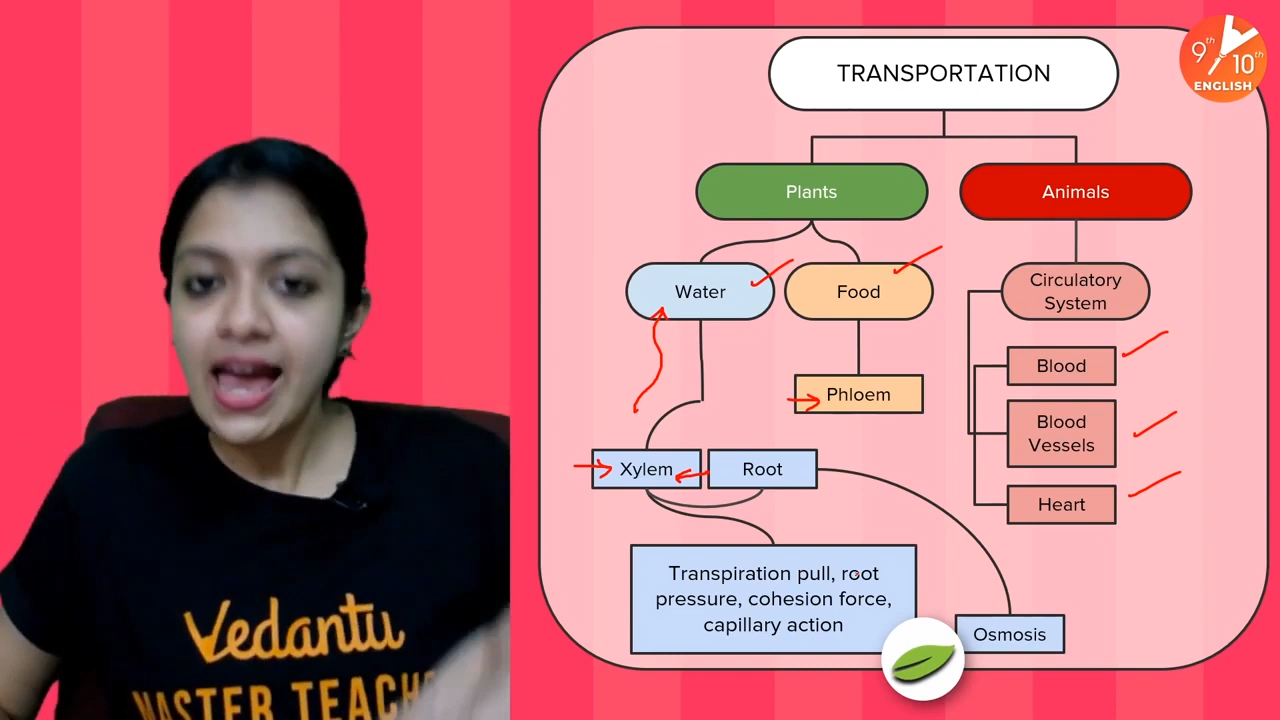 TRANSPORTATION
9th
10th
ENGLISH
Plants
Animals
Water
Food
Circulatory
System
Blood
Phloem
Blood
Vessels
Xylem
Root
Heart
Transpiration pull, root
pressure, cohesion force,
capillary action
Osmosis
Vedantu
MASTER TEACHE